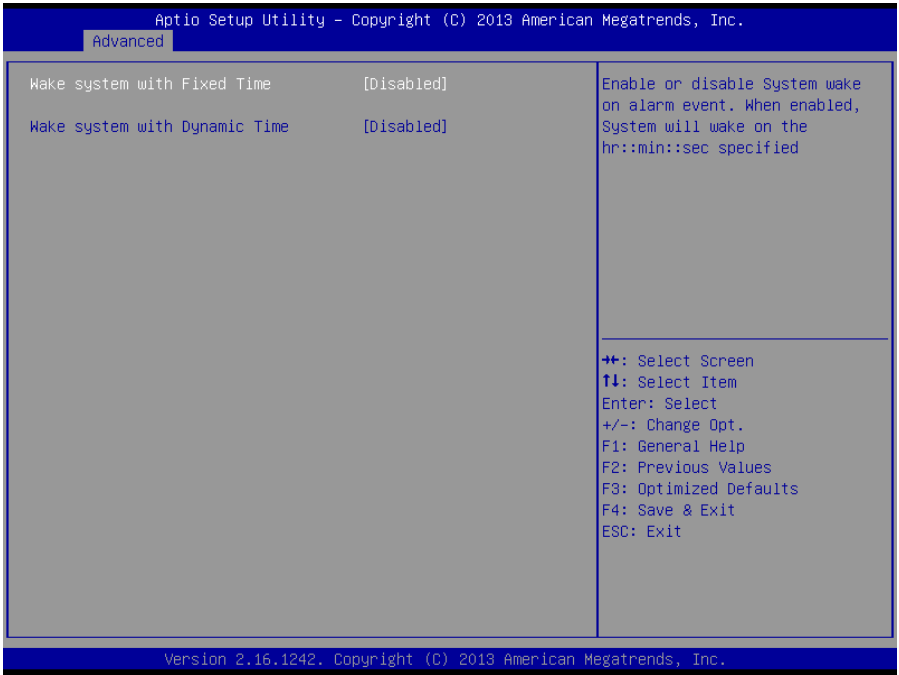 Aptio Setup Utility – Copyright (C) 2013 American Megatrends, Inc.
Advanced
Wake system with Fixed Time [Disabled]
Wake system with Dynamic Time [Disabled]
Enable or disable System wake
on alarm event. When enabled,
System will wake on the
hr::min::sec specified
→←: Select Screen
↑↓: Select Item
Enter: Select
+/-: Change Opt.
F1: General Help
F2: Previous Values
F3: Optimized Defaults
F4: Save & Exit
ESC: Exit
Version 2.16.1242. Copyright (C) 2013 American Megatrends, Inc.